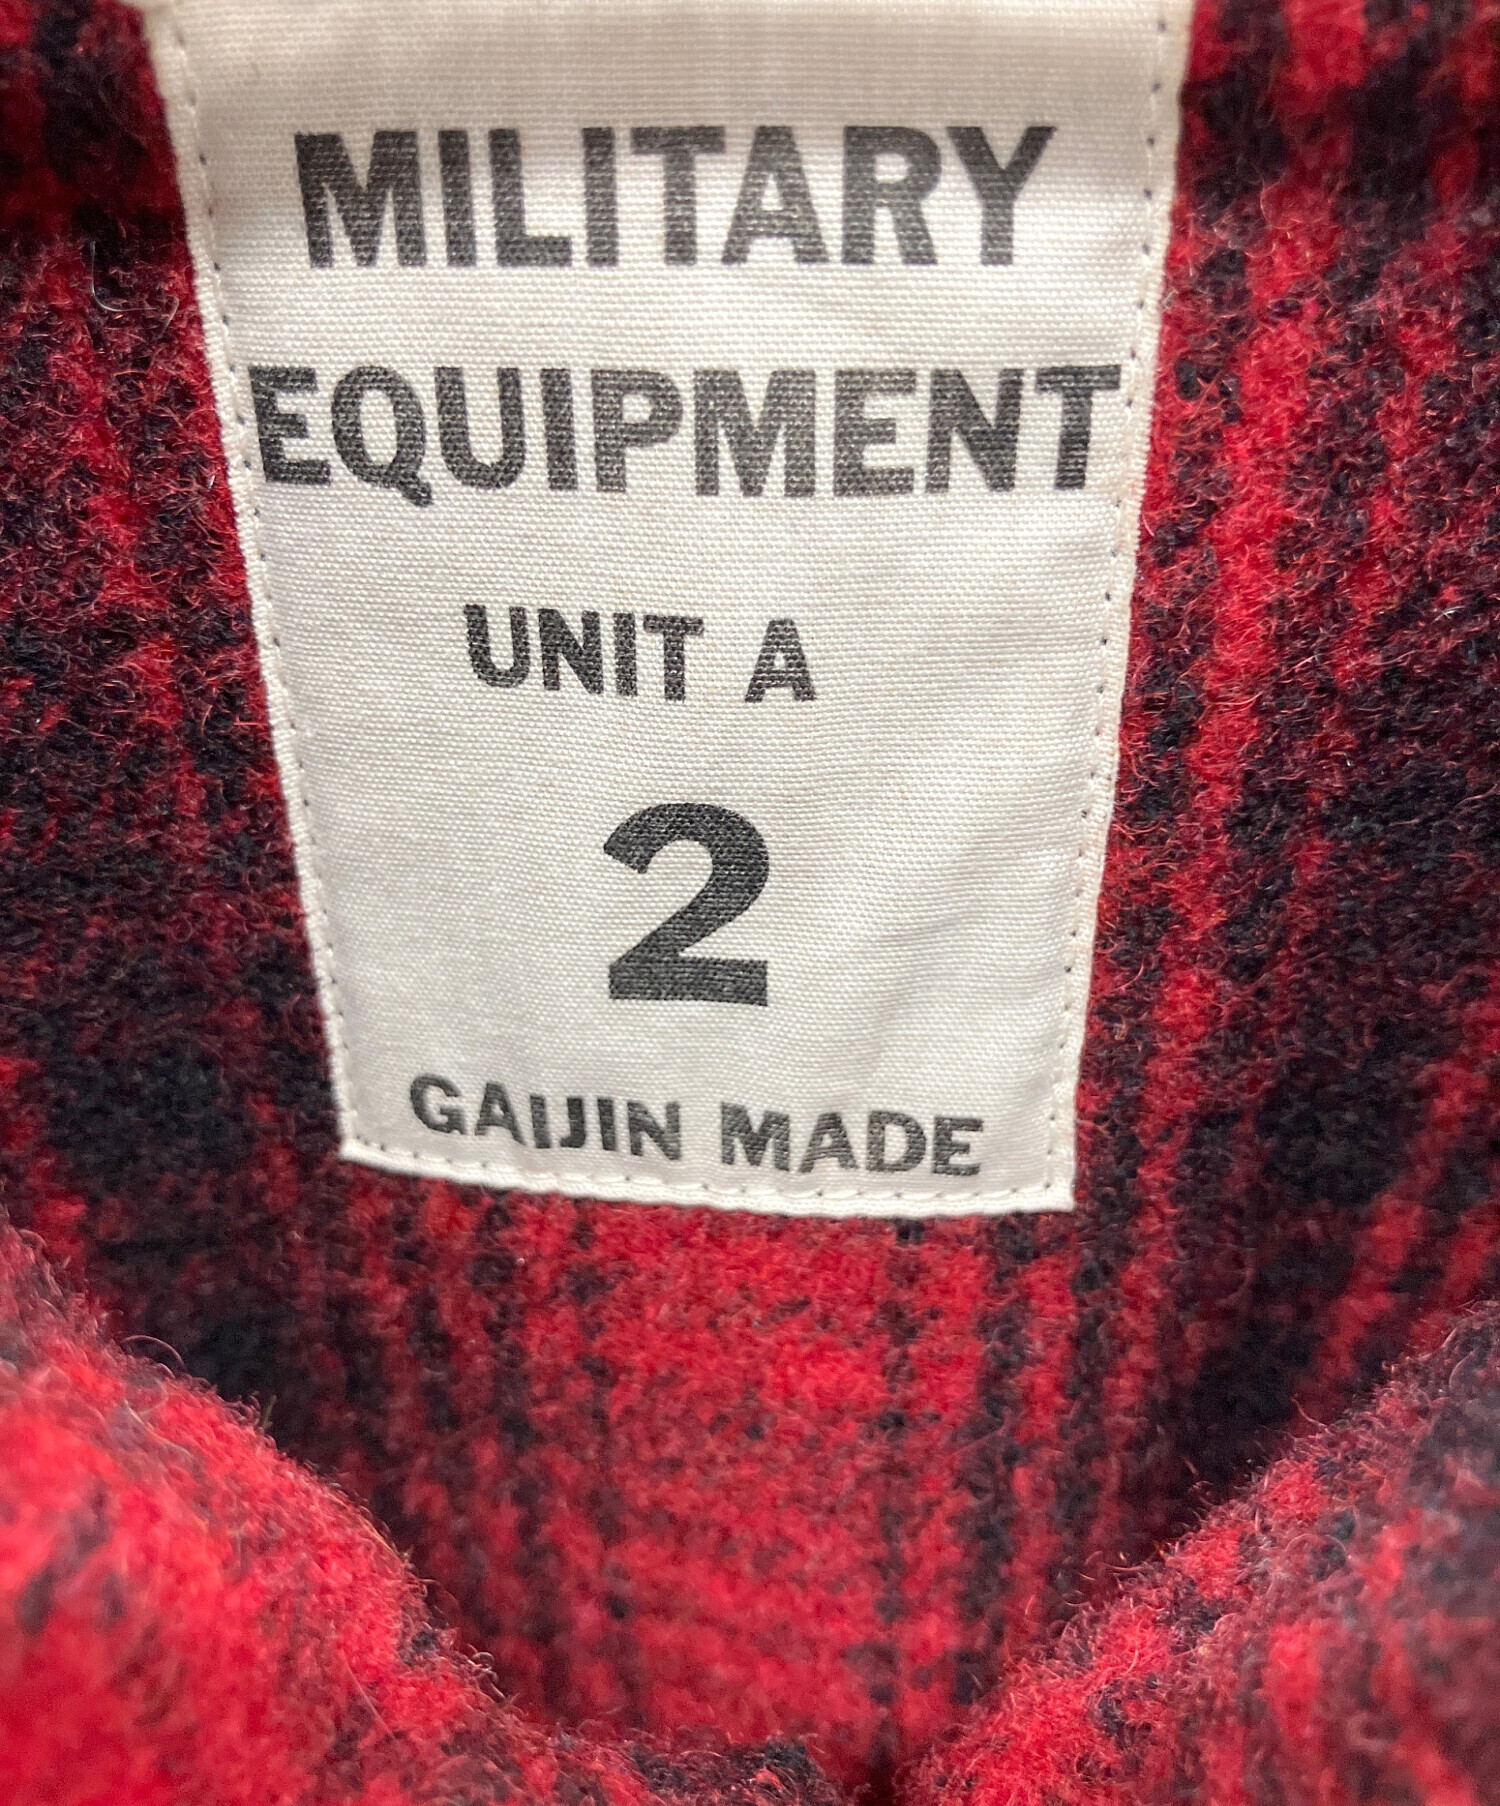 MILITARY
EQUIPMENT
UNIT A
2
GAIJIN MADE